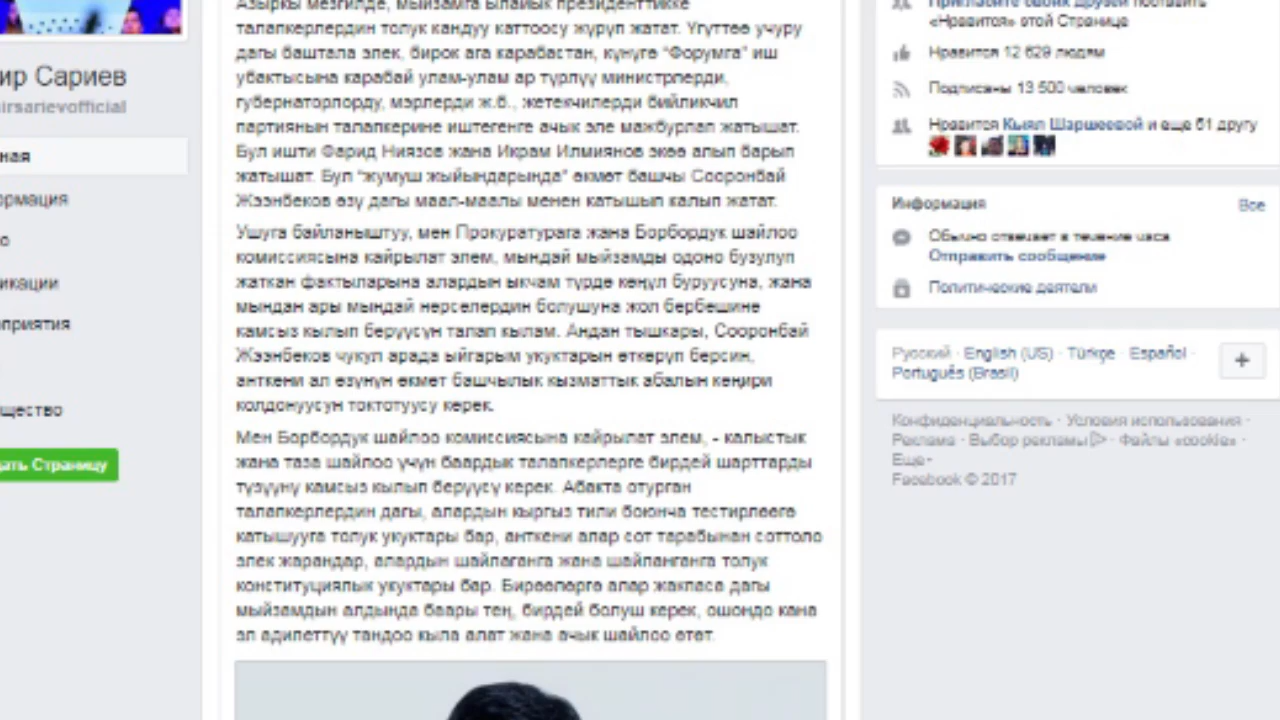 ир Сариев
irsarievofficial
ная
ормация
о
икации
приятия
щество
дать Страницу
Азыркы мезгилде, мыйзамга ылайык президенттикке
талапкерлердин толук кандуу каттоосу жүрүп жатат. Үгүттөө учуру
дагы баштала элек, бирок ага карабастан, күнүгө "Форумга" иш
убактысына карабай улам-улам ар түрлүү министрлерди,
губернаторлорду, мэрлерди ж.б., жетекчилерди бийликчил
партиянын талапкерине иштегенге ачык эле мажбурлап жатышат.
Бул ишти Фарид Ниязов жана Икрам Илмиянов экөө алып барып
жатышат. Бул "жумуш жыйындарында" өкмөт башчы Сооронбай
Жээнбеков өзү дагы маал-маалы менен катышып калып жатат.
Ушуга байланыштуу, мен Прокуратурага жана Борбордук шайлоо
комиссиясына кайрылат элем, мындай мыйзамды одоно бузулуп
жаткан фактыларына алардын ыкчам түрдө көңүл буруусуна, жана
мындан ары мындай нерселердин болушуна жол бербешине
камсыз кылып берүүсүн талап кылам. Андан тышкары, Сооронбай
Жээнбеков чукул арада ыйгарым укуктарын өткөрүп берсин,
анткени ал өзүнүн өкмөт башчылык кызматтык абалын кеңири
колдонуусун токтотуусу керек.
Мен Борбордук шайлоо комиссиясына кайрылат элем, - калыстык
жана таза шайлоо үчүн баардык талапкерлерге бирдей шарттарды
түзүүнү камсыз кылып берүүсү керек. Абакта отурган
талапкерлердин дагы, алардын кыргыз тили боюнча тестирлөөгө
катышууга толук укуктары бар, анткени алар сот тарабынан соттоло
элек жарандар, алардын шайлаганга жана шайланганга толук
конституциялык укуктары бар. Бирөөлөргө алар жакпаса дагы
мыйзамдын алдында баары тең, бирдей болуш керек, ошондо кана
эл адилеттүү тандоо кыла алат жана ачык шайлоо өтөт.
Пригласите своих друзей поставить
«Нравится» этой Странице
Нравится 12 629 людям
Подписаны 13 500 человек
Нравится Кыял Шаршеевой и еще 61 другу
Информация Все
Обычно отвечает в течение часа
Отправить сообщение
Политические деятели
Русский · English (US) · Türkçe · Español ·
Português (Brasil)
+
Конфиденциальность · Условия использования ·
Реклама · Выбор рекламы · Файлы «cookie» ·
Еще
Facebook © 2017